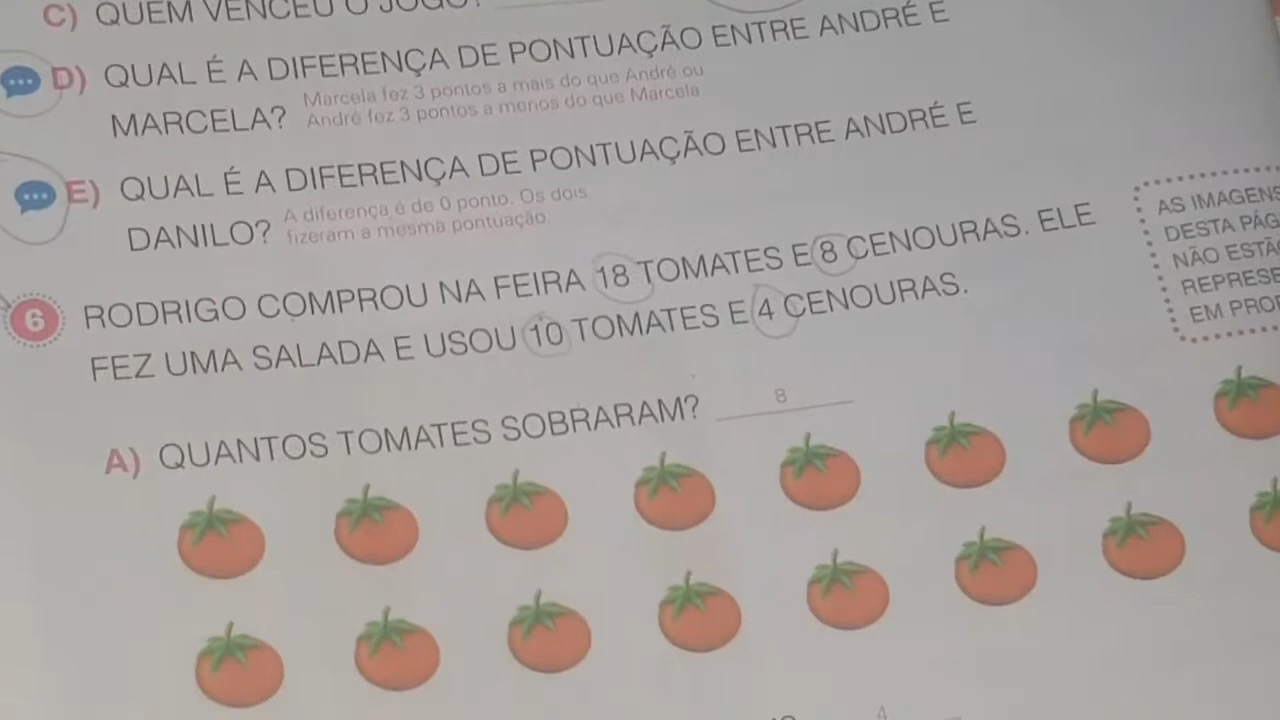 C) QUEM VENCEU O JOGO?
D) QUAL É A DIFERENÇA DE PONTUAÇÃO ENTRE ANDRÉ E
MARCELA? Marcela fez 3 pontos a mais do que André ou
André fez 3 pontos a menos do que Marcela
E) QUAL É A DIFERENÇA DE PONTUAÇÃO ENTRE ANDRÉ E
DANILO? A diferença é de 0 ponto. Os dois
fizeram a mesma pontuação
6 RODRIGO COMPROU NA FEIRA 18 TOMATES E 8 CENOURAS. ELE
FEZ UMA SALADA E USOU 10 TOMATES E 4 CENOURAS.
AS IMAGENS
DESTA PÁG
NÃO ESTÃ
REPRESE
EM PRO
A) QUANTOS TOMATES SOBRARAM? 8
4